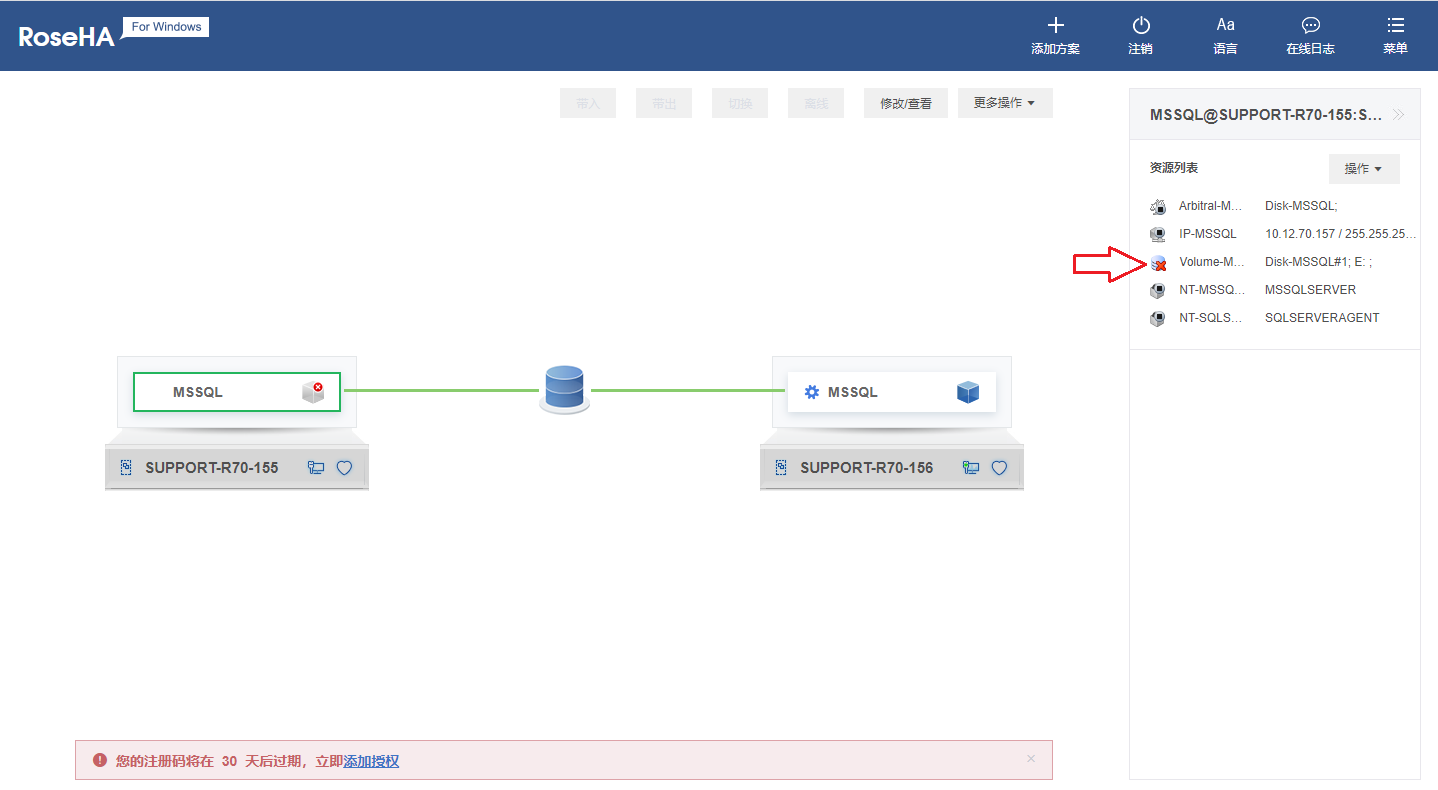 RoseHA
For Windows
添加方案
注销
Aa
语言
在线日志
菜单
带入
带出
切换
离线
修改/查看
更多操作
MSSQL@SUPPORT-R70-155:S...
资源列表
操作
Arbitral-M... Disk-MSSQL;
IP-MSSQL 10.12.70.157 / 255.255.25...
Volume-M... Disk-MSSQL#1; E: ;
NT-MSSQ... MSSQLSERVER
NT-SQLS... SQLSERVERAGENT
MSSQL
SUPPORT-R70-155
MSSQL
SUPPORT-R70-156
您的注册码将在 30 天后过期，立即添加授权